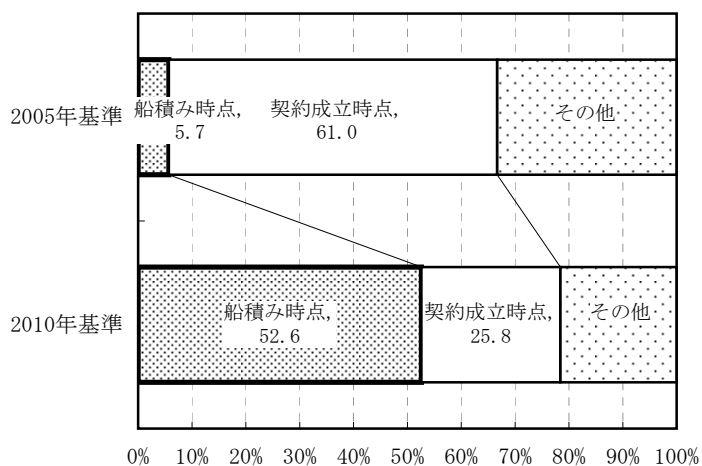 2005年基準
船積み時点,
5.7
契約成立時点,
61.0
その他
2010年基準
船積み時点,
52.6
契約成立時点,
25.8
その他
0% 10% 20% 30% 40% 50% 60% 70% 80% 90% 100%